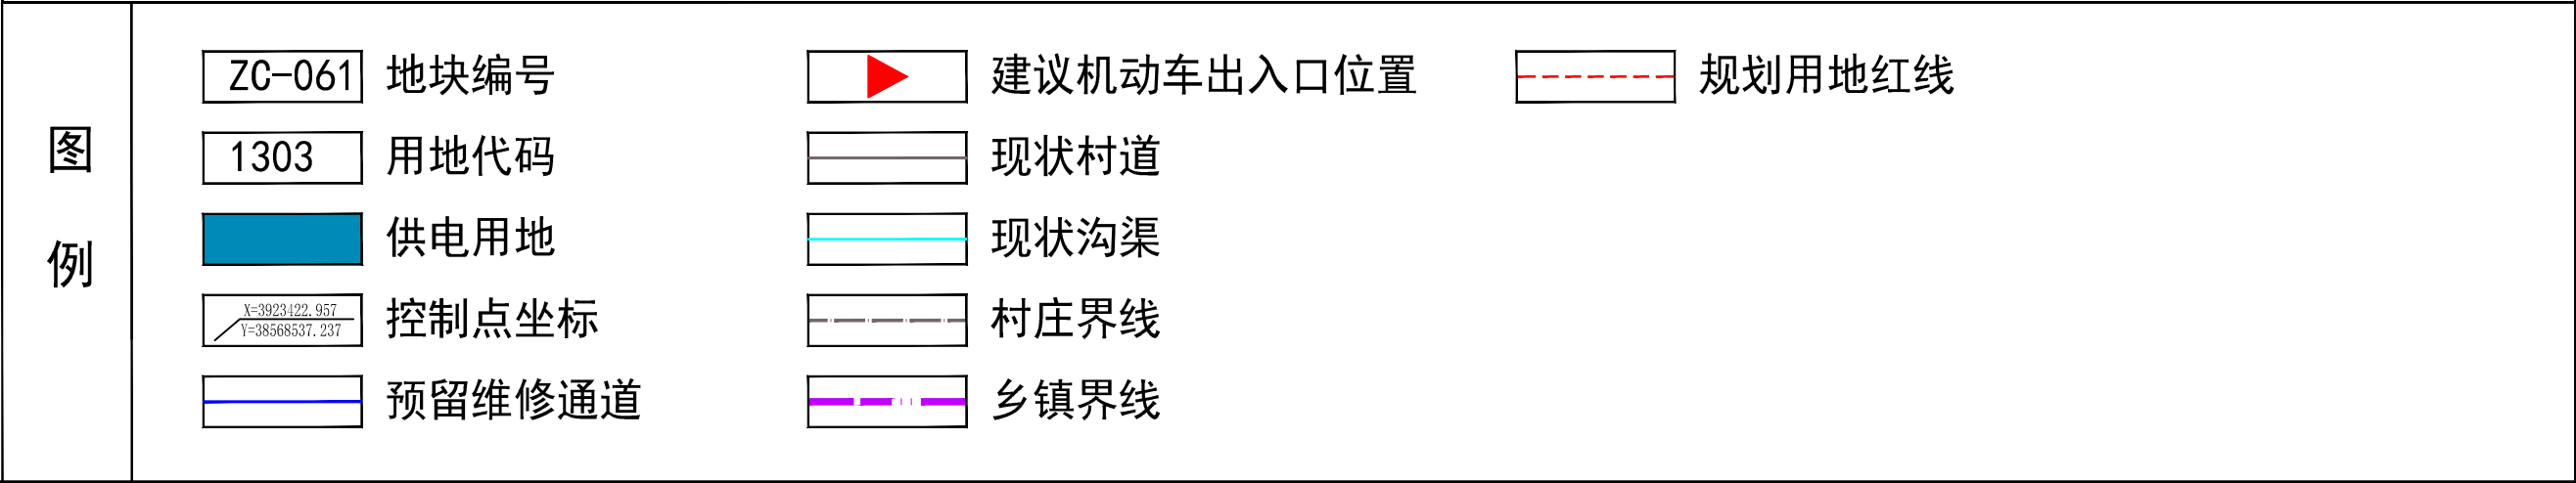 图例
ZC-061 地块编号
1303 用地代码
供电用地
X=3923422.957
Y=38568537.237
控制点坐标
预留维修通道
建议机动车出入口位置
现状村道
现状沟渠
村庄界线
乡镇界线
规划用地红线